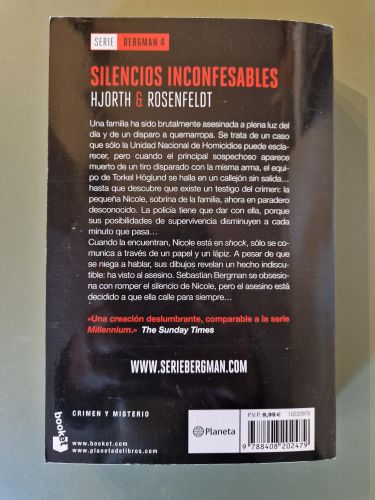 SERIE BERGMAN 4
SILENCIOS INCONFESABLES
HJORTH & ROSENFELDT
Una familia ha sido brutalmente asesinada a plena luz del
día y de un disparo a quemarropa. Se trata de un caso
que sólo la Unidad Nacional de Homicidios puede escla-
recer, pero cuando el principal sospechoso aparece
muerto de un tiro disparado con la misma arma, el equi-
po de Torkel Höglund se halla en un callejón sin salida...
hasta que descubre que existe un testigo del crimen: la
pequeña Nicole, sobrina de la familia, ahora en paradero
desconocido. La policía tiene que dar con ella, porque
sus posibilidades de supervivencia disminuyen a cada
minuto que pasa...
Cuando la encuentran, Nicole está en shock, sólo se co-
munica a través de un papel y un lápiz. A pesar de que
se niega a hablar, sus dibujos revelan un hecho indiscu-
tible: ha visto al asesino. Sebastian Bergman se obsesio-
na con romper el silencio de Nicole, pero el asesino está
decidido a que ella calle para siempre...
«Una creación deslumbrante, comparable a la serie
Millennium.» The Sunday Times
WWW.SERIEBERGMAN.COM
CRIMEN Y MISTERIO
booket
www.booket.com
www.planetadelibros.com
Planeta
P.V.P. 9,95 € 10232979
9 788408 202479